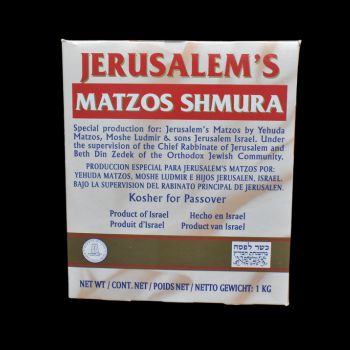 JERUSALEM'S
MATZOS SHMURA
Special production for: Jerusalem's Matzos by Yehuda
Matzos, Moshe Ludmir & sons Jerusalem Israel. Under
the supervision of the Chief Rabbinate of Jerusalem and
Beth Din Zedek of the Orthodox Jewish Community.
PRODUCCION ESPECIAL PARA JERUSALEM'S MATZOS POR:
YEHUDA MATZOS, MOSHE LUDMIR E HIJOS JERUSALEN, ISRAEL.
BAJO LA SUPERVISION DEL RABINATO PRINCIPAL DE JERUSALEN.
Kosher for Passover
Product of Israel Hecho en Israel
Produit d'Israel Product van Israel
כשר לפסח
NET WT / CONT. NET / POIDS NET / NETTO GEWICHT: 1 KG